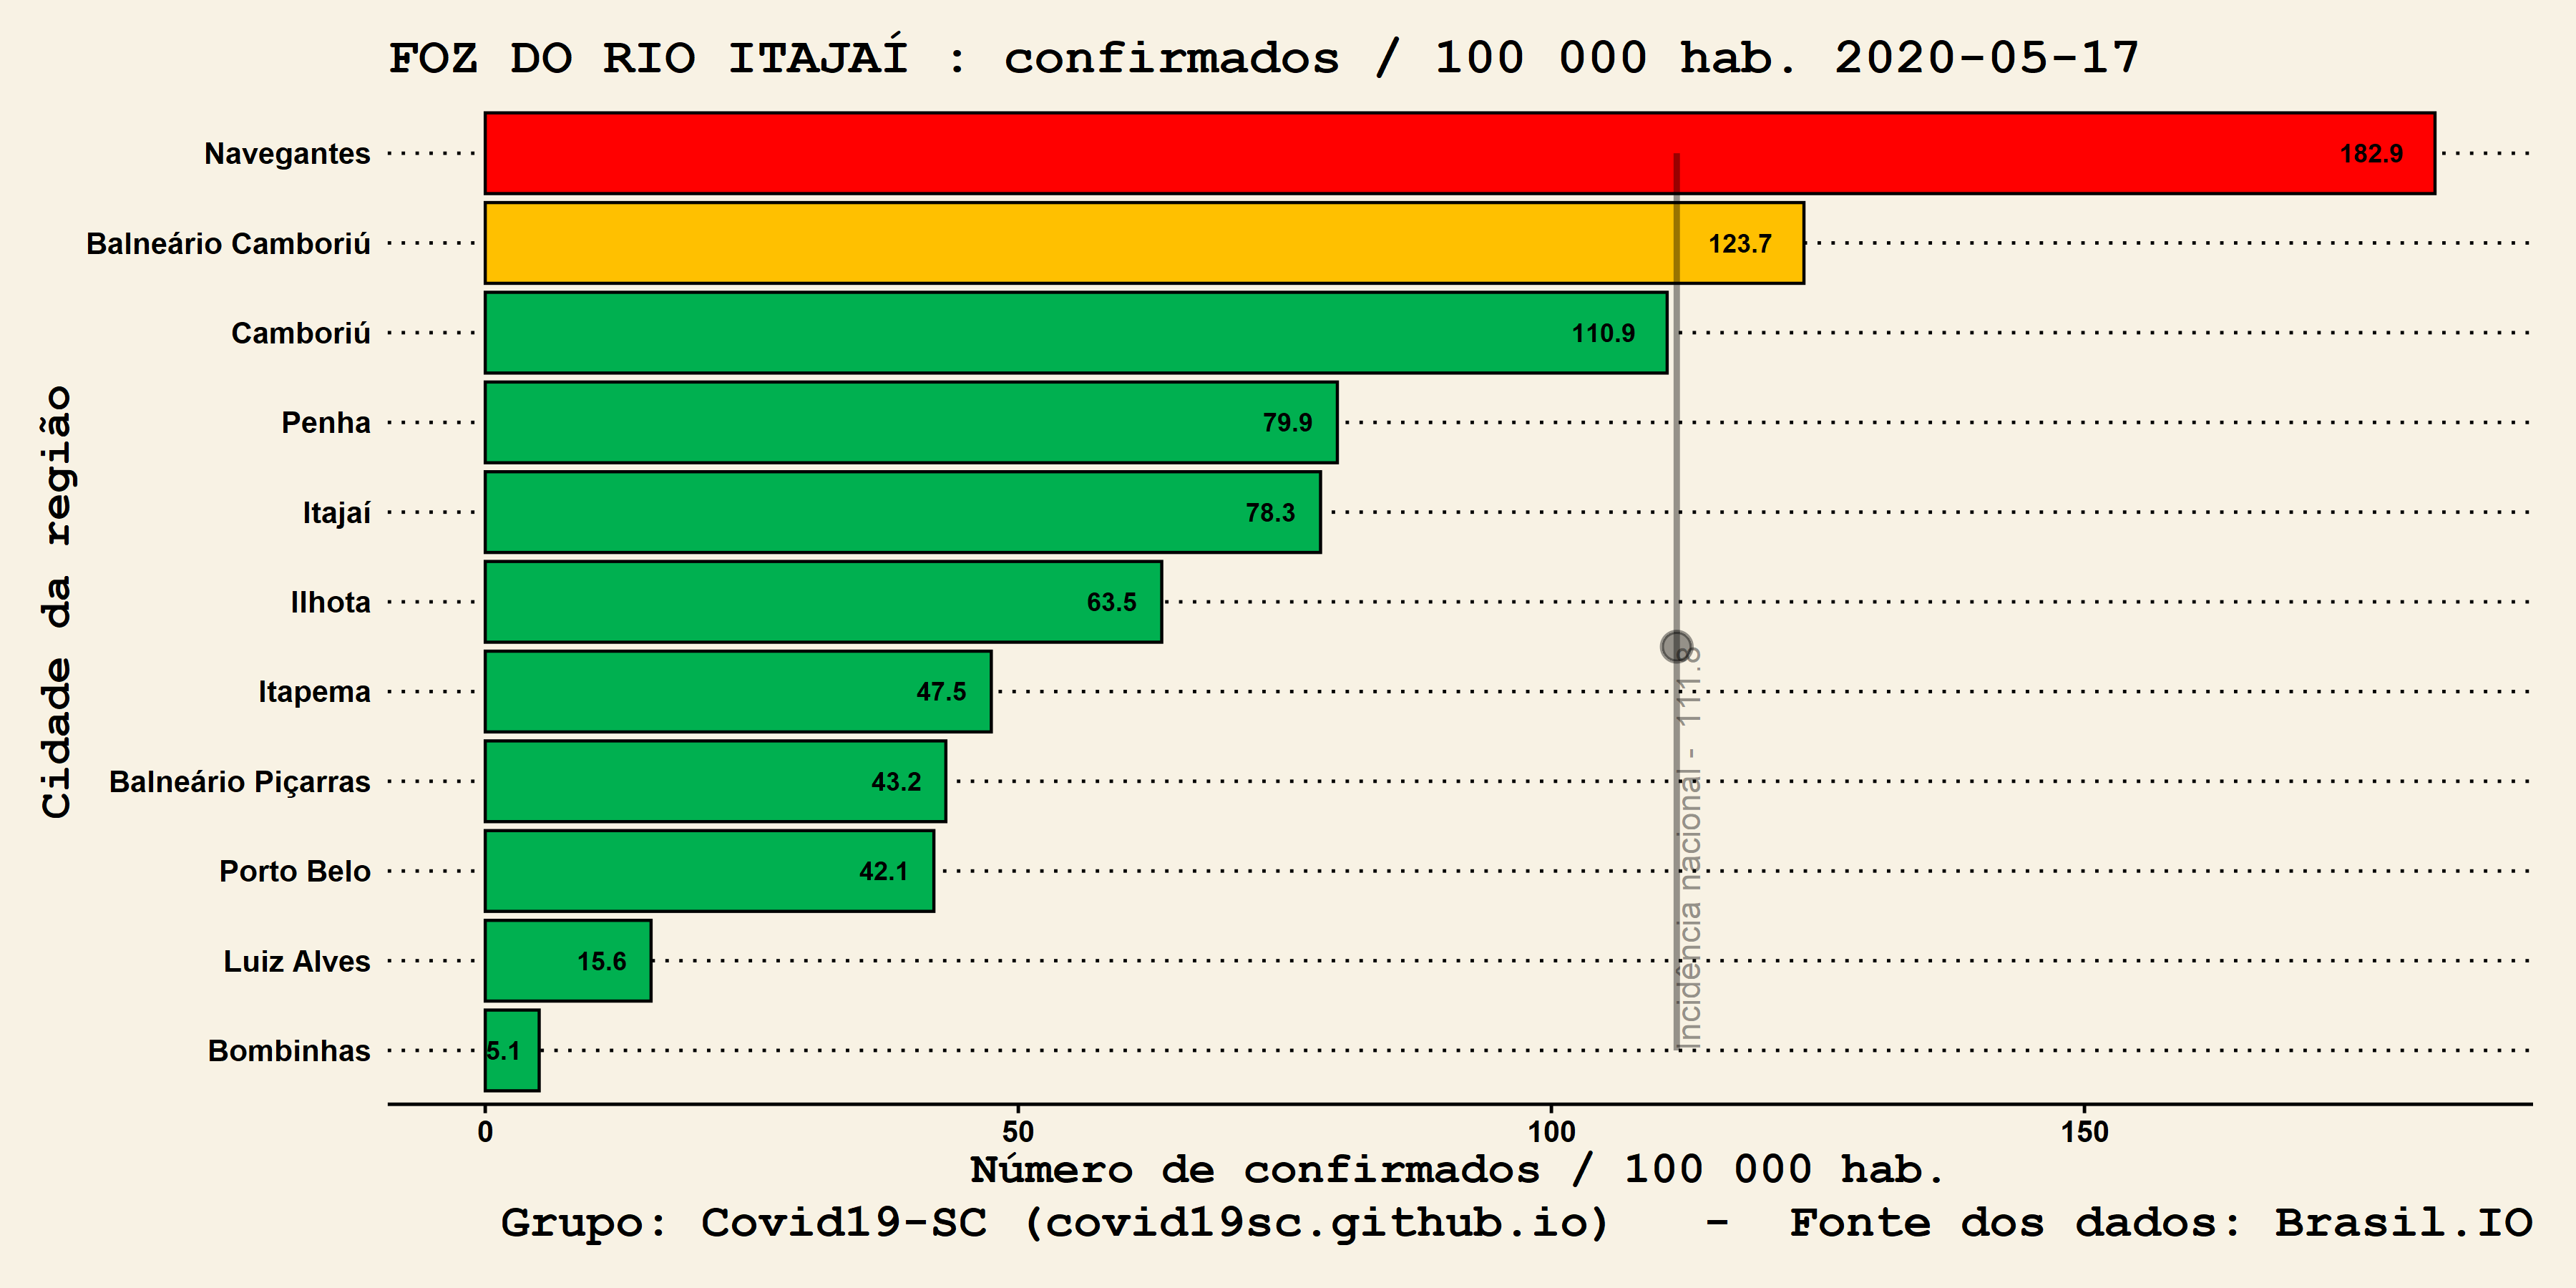 FOZ DO RIO ITAJAÍ : confirmados / 100 000 hab. 2020-05-17
Cidade da região
Navegantes 182.9
Balneário Camboriú 123.7
Camboriú 110.9
Penha 79.9
Itajaí 78.3
Ilhota 63.5
Itapema 47.5
Balneário Piçarras 43.2
Porto Belo 42.1
Luiz Alves 15.6
Bombinhas 5.1
Incidência nacional - 111.8
0 50 100 150
Número de confirmados / 100 000 hab.
Grupo: Covid19-SC (covid19sc.github.io) - Fonte dos dados: Brasil.IO